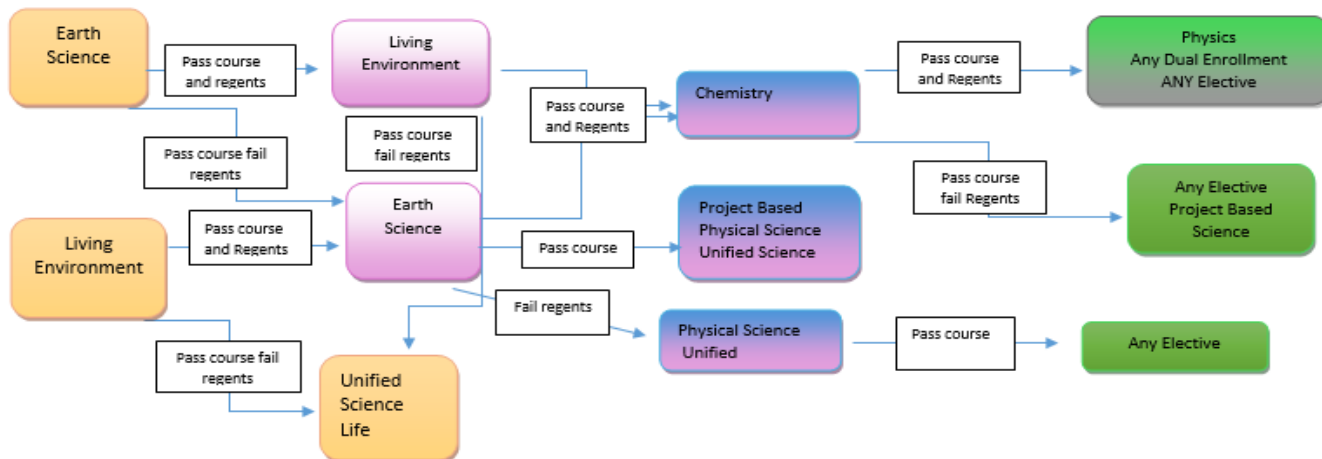 Earth
Science
Pass course
and regents
Living
Environment
Pass course
and Regents
Chemistry
Pass course
and Regents
Physics
Any Dual Enrollment
ANY Elective
Pass course fail
regents
Pass course
fail regents
Pass course
fail Regents
Any Elective
Project Based
Science
Living
Environment
Pass course
and Regents
Earth
Science
Pass course
Project Based
Physical Science
Unified Science
Fail regents
Physical Science
Unified
Pass course
Any Elective
Pass course fail
regents
Unified
Science
Life